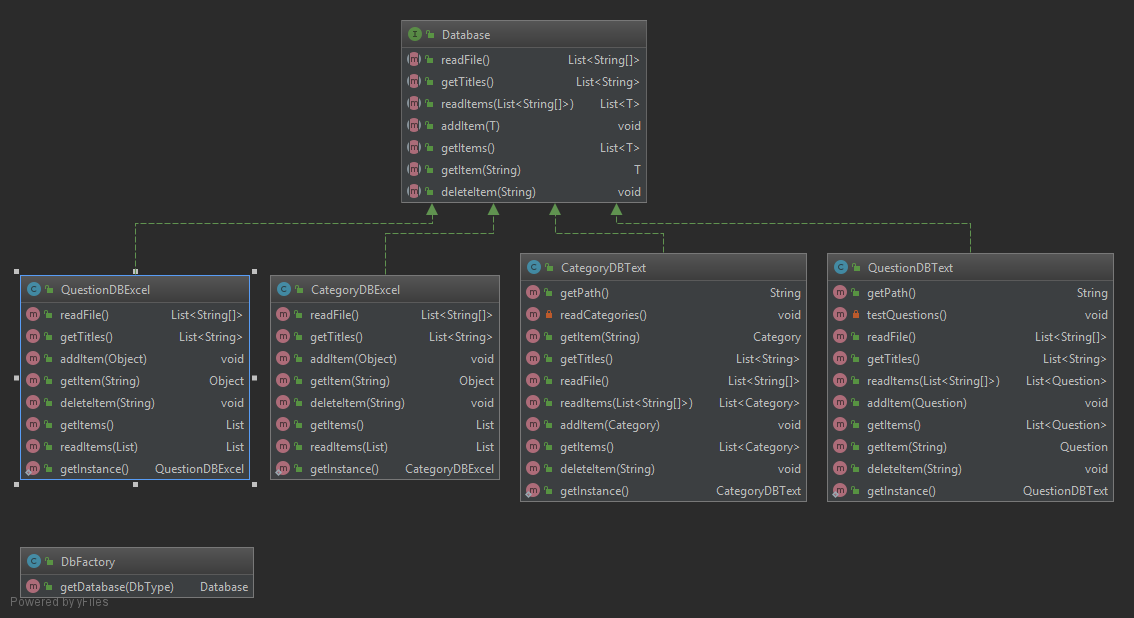 Database
readFile() List<String[]>
getTitles() List<String>
readItems(List<String[]>) List<T>
addItem(T) void
getItems() List<T>
getItem(String) T
deleteItem(String) void
QuestionDBExcel
readFile() List<String[]>
getTitles() List<String>
addItem(Object) void
getItem(String) Object
deleteItem(String) void
getItems() List
readItems(List) List
getInstance() QuestionDBExcel
CategoryDBExcel
readFile() List<String[]>
getTitles() List<String>
addItem(Object) void
getItem(String) Object
deleteItem(String) void
getItems() List
readItems(List) List
getInstance() CategoryDBExcel
CategoryDBText
getPath() String
readCategories() void
getItem(String) Category
getTitles() List<String>
readFile() List<String[]>
readItems(List<String[]>) List<Category>
addItem(Category) void
getItems() List<Category>
deleteItem(String) void
getInstance() CategoryDBText
QuestionDBText
getPath() String
testQuestions() void
readFile() List<String[]>
getTitles() List<String>
readItems(List<String[]>) List<Question>
addItem(Question) void
getItems() List<Question>
getItem(String) Question
deleteItem(String) void
getInstance() QuestionDBText
DbFactory
getDatabase(DbType) Database
Powered by yFiles